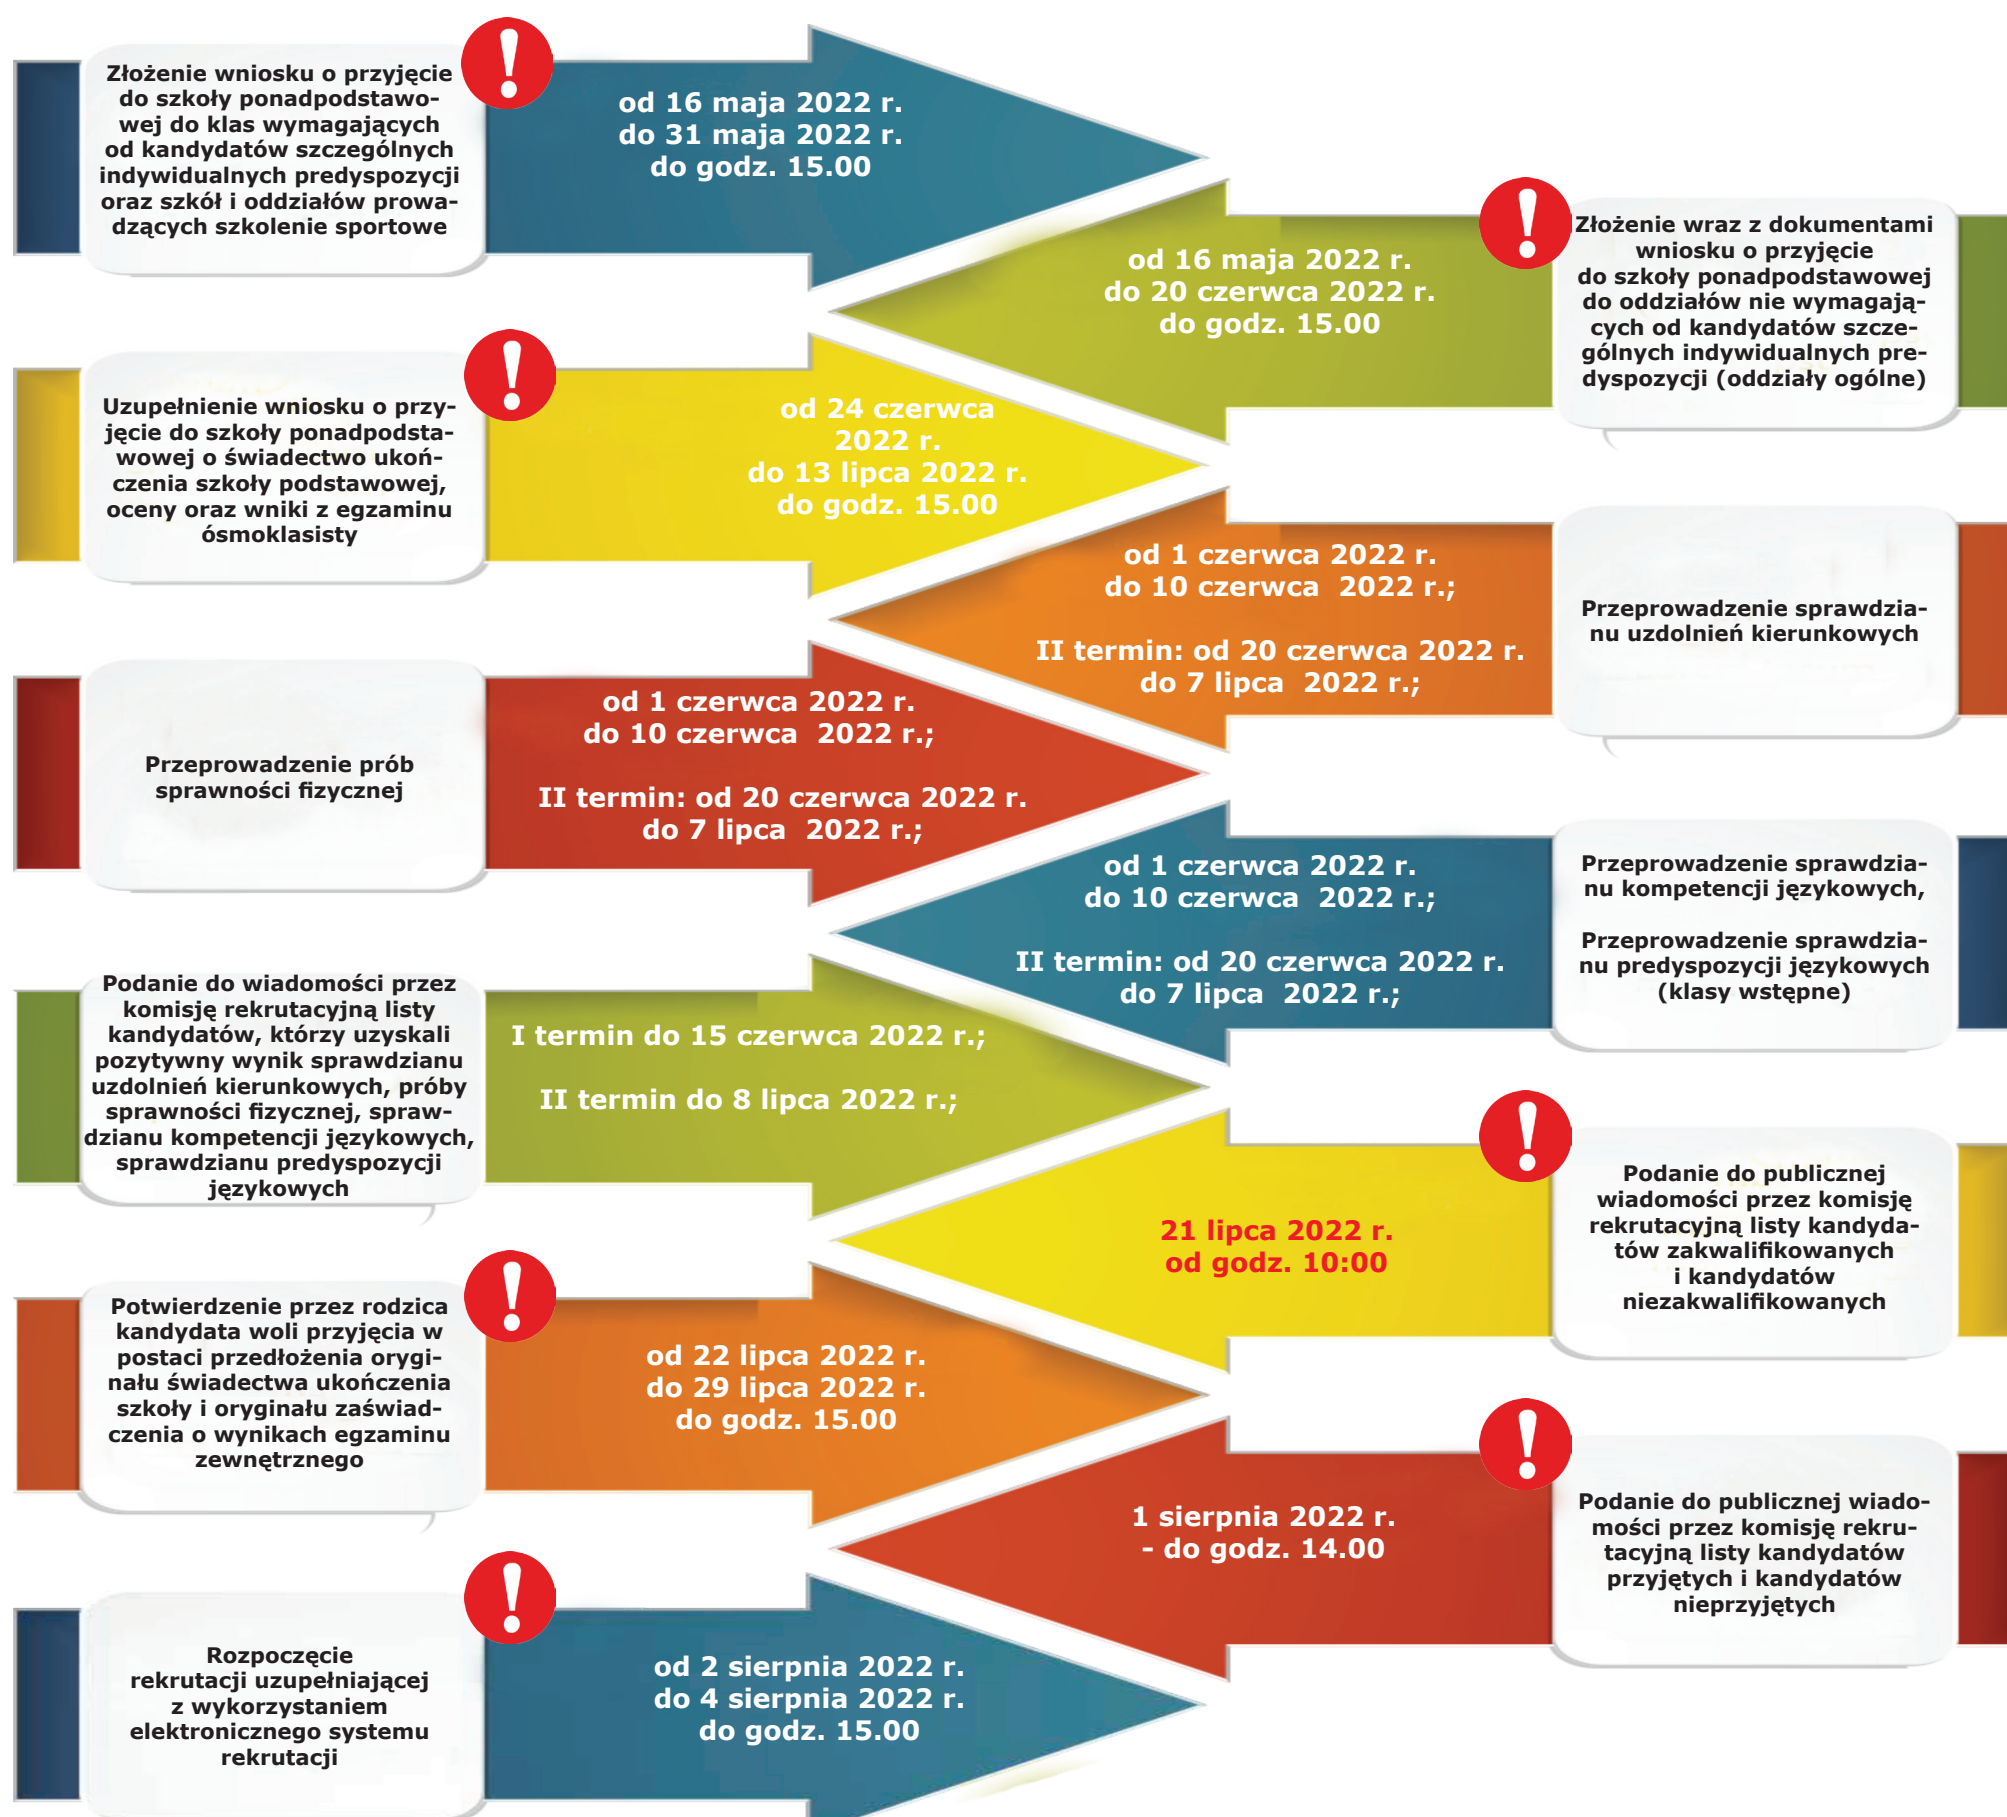 Złożenie wniosku o przyjęcie
do szkoły ponadpodstawo-
wej do klas wymagających
od kandydatów szczególnych
indywidualnych predyspozycji
oraz szkół i oddziałów prowa-
dzących szkolenie sportowe
od 16 maja 2022 r.
do 31 maja 2022 r.
do godz. 15.00
od 16 maja 2022 r.
do 20 czerwca 2022 r.
do godz. 15.00
Złożenie wraz z dokumentami
wniosku o przyjęcie
do szkoły ponadpodstawowej
do oddziałów nie wymagają-
cych od kandydatów szcze-
gólnych indywidualnych pre-
dyspozycji (oddziały ogólne)
Uzupełnienie wniosku o przy-
jęcie do szkoły ponadpodsta-
wowej o świadectwo ukoń-
czenia szkoły podstawowej,
oceny oraz wniki z egzaminu
ósmoklasisty
od 24 czerwca
2022 r.
do 13 lipca 2022 r.
do godz. 15.00
od 1 czerwca 2022 r.
do 10 czerwca 2022 r.;
II termin: od 20 czerwca 2022 r.
do 7 lipca 2022 r.;
Przeprowadzenie sprawdzia-
nu uzdolnień kierunkowych
Przeprowadzenie prób
sprawności fizycznej
od 1 czerwca 2022 r.
do 10 czerwca 2022 r.;
II termin: od 20 czerwca 2022 r.
do 7 lipca 2022 r.;
od 1 czerwca 2022 r.
do 10 czerwca 2022 r.;
II termin: od 20 czerwca 2022 r.
do 7 lipca 2022 r.;
Przeprowadzenie sprawdzia-
nu kompetencji językowych,
Przeprowadzenie sprawdzia-
nu predyspozycji językowych
(klasy wstępne)
Podanie do wiadomości przez
komisję rekrutacyjną listy
kandydatów, którzy uzyskali
pozytywny wynik sprawdzianu
uzdolnień kierunkowych, próby
sprawności fizycznej, spraw-
dzianu kompetencji językowych,
sprawdzianu predyspozycji
językowych
I termin do 15 czerwca 2022 r.;
II termin do 8 lipca 2022 r.;
21 lipca 2022 r.
od godz. 10:00
Podanie do publicznej
wiadomości przez komisję
rekrutacyjną listy kandyda-
tów zakwalifikowanych
i kandydatów
niezakwalifikowanych
Potwierdzenie przez rodzica
kandydata woli przyjęcia w
postaci przedłożenia orygi-
nału świadectwa ukończenia
szkoły i oryginału zaświad-
czenia o wynikach egzaminu
zewnętrznego
od 22 lipca 2022 r.
do 29 lipca 2022 r.
do godz. 15.00
1 sierpnia 2022 r.
- do godz. 14.00
Podanie do publicznej wiado-
mości przez komisję rekru-
tacyjną listy kandydatów
przyjętych i kandydatów
nieprzyjętych
Rozpoczęcie
rekrutacji uzupełniającej
z wykorzystaniem
elektronicznego systemu
rekrutacji
od 2 sierpnia 2022 r.
do 4 sierpnia 2022 r.
do godz. 15.00